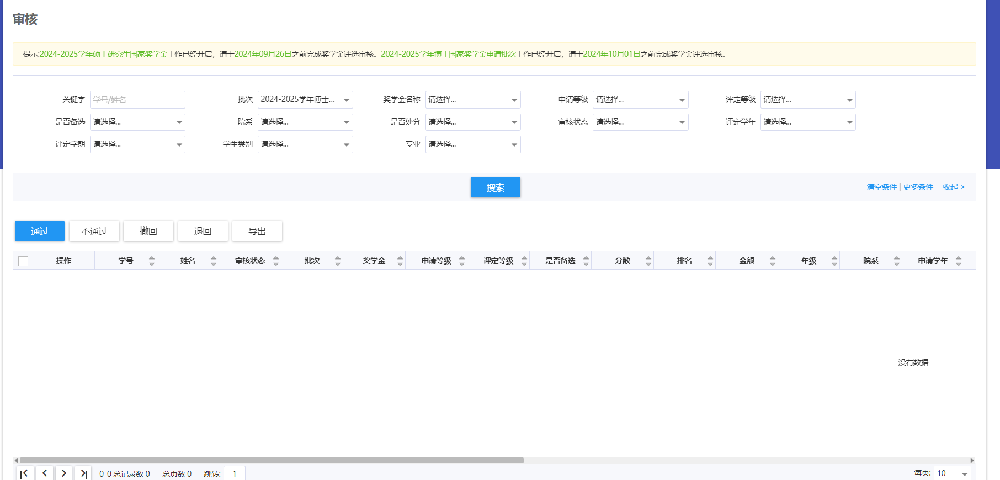 审核
提示:2024-2025学年硕士研究生国家奖学金工作已经开启，请于2024年09月26日之前完成奖学金评选审核。2024-2025学年博士国家奖学金申请批次工作已经开启，请于2024年10月01日之前完成奖学金评选审核。
关键字 学号/姓名 批次 2024-2025学年博士... 奖学金名称 请选择... 申请等级 请选择... 评定等级 请选择...
是否备选 请选择... 院系 请选择... 是否处分 请选择... 审核状态 请选择... 评定学年 请选择...
评定学期 请选择... 学生类别 请选择... 专业 请选择...
搜索 清空条件 | 更多条件 收起 >
通过 不通过 撤回 退回 导出
操作 学号 姓名 审核状态 批次 奖学金 申请等级 评定等级 是否备选 分数 排名 金额 年级 院系 申请学年
没有数据
0-0 总记录数 0 总页数 0 跳转: 1 每页: 10